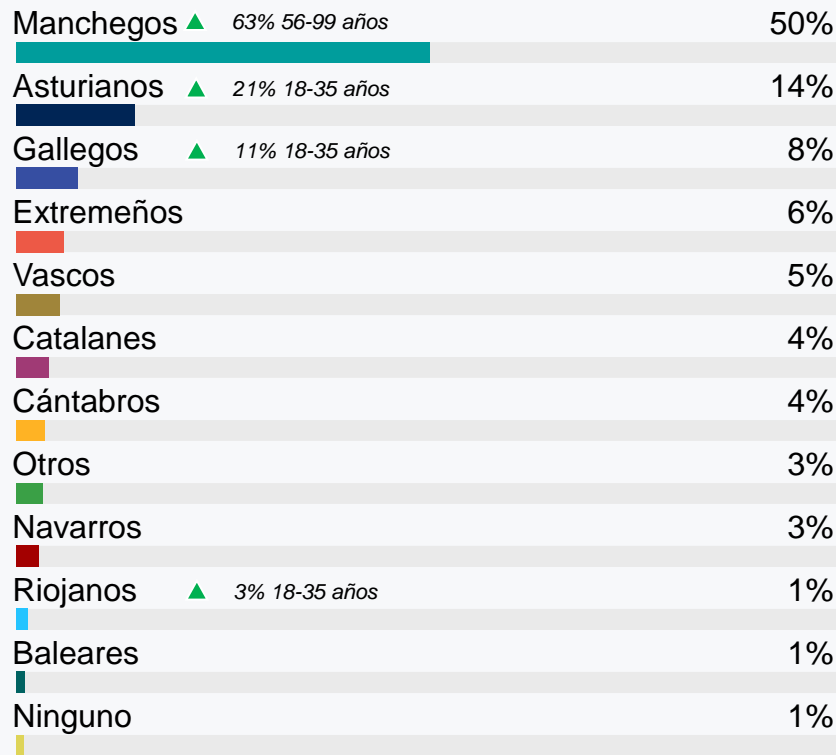 Manchegos ▲ 63% 56-99 años 50%
Asturianos ▲ 21% 18-35 años 14%
Gallegos ▲ 11% 18-35 años 8%
Extremeños 6%
Vascos 5%
Catalanes 4%
Cántabros 4%
Otros 3%
Navarros 3%
Riojanos ▲ 3% 18-35 años 1%
Baleares 1%
Ninguno 1%